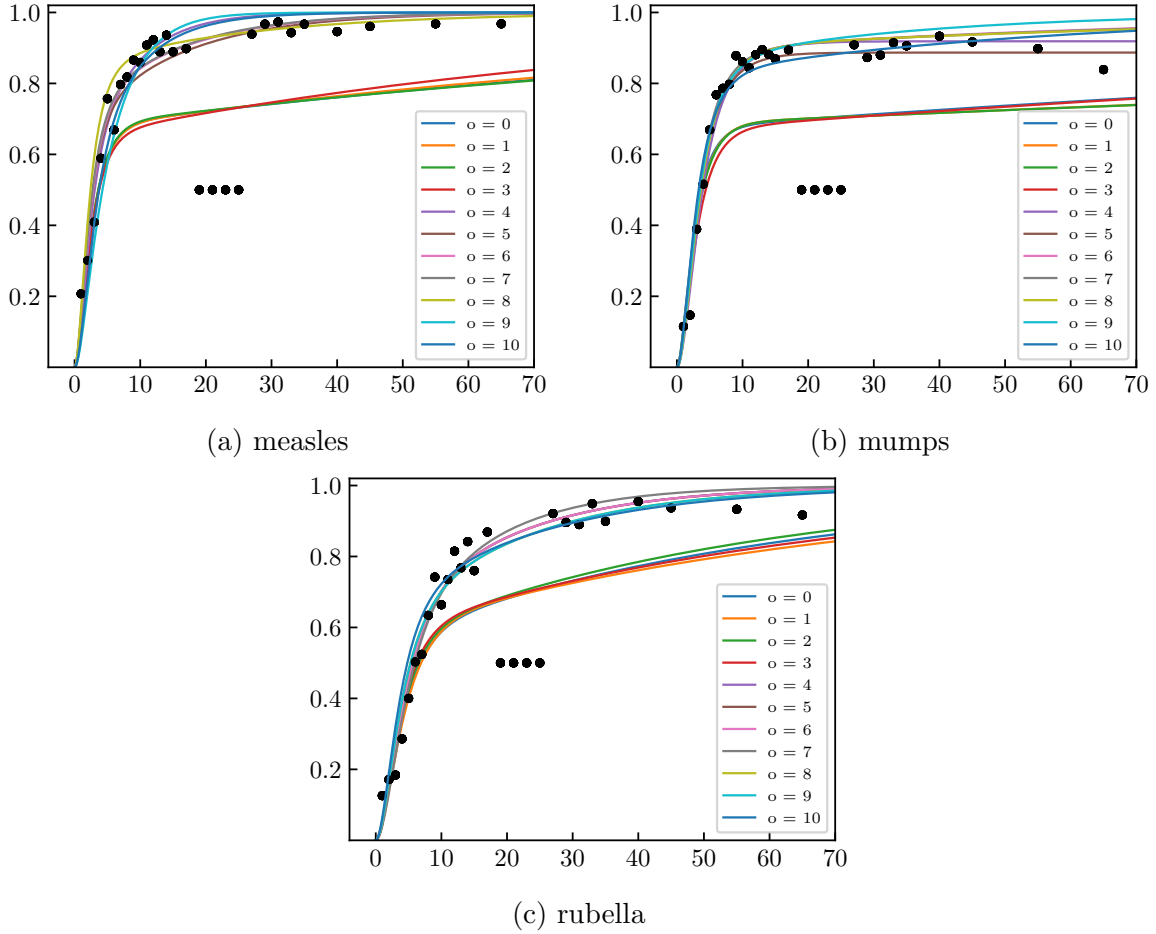 1.0
0.8
0.6
0.4
0.2
0 10 20 30 40 50 60 70
o = 0
o = 1
o = 2
o = 3
o = 4
o = 5
o = 6
o = 7
o = 8
o = 9
o = 10
(a) measles
1.0
0.8
0.6
0.4
0.2
0 10 20 30 40 50 60 70
o = 0
o = 1
o = 2
o = 3
o = 4
o = 5
o = 6
o = 7
o = 8
o = 9
o = 10
(b) mumps
1.0
0.8
0.6
0.4
0.2
0 10 20 30 40 50 60 70
o = 0
o = 1
o = 2
o = 3
o = 4
o = 5
o = 6
o = 7
o = 8
o = 9
o = 10
(c) rubella